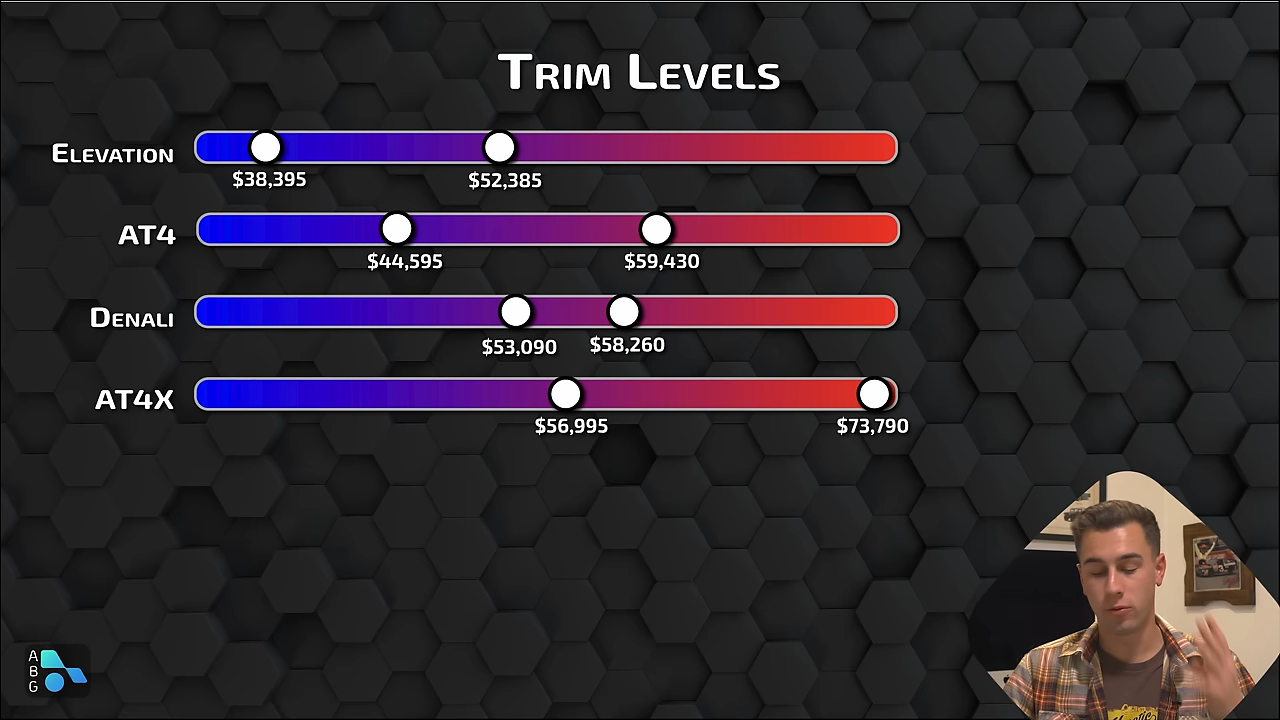 Trim Levels
Elevation
$38,395
$52,385
AT4
$44,595
$59,430
Denali
$53,090
$58,260
AT4X
$56,995
$73,790
A
B
G
3